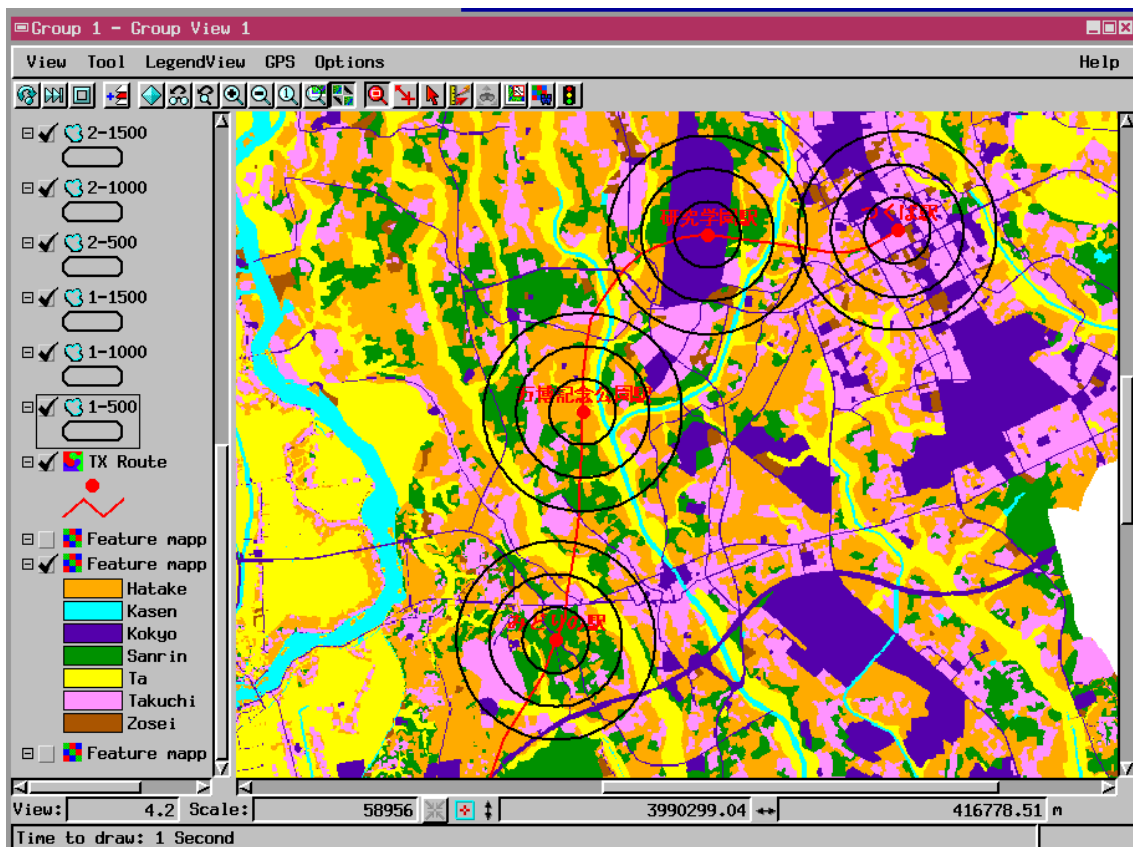 Group 1 - Group View 1
View Tool LegendView GPS Options Help
2-1500
2-1000
2-500
1-1500
1-1000
1-500
TX Route
Feature mapp
Feature mapp
Hatake
Kasen
Kokyo
Sanrin
Ta
Takuchi
Zosei
Feature mapp
研究学園駅
つくば駅
万博記念公園駅
みどりの駅
View: 4.2 Scale: 58956 3990299.04 416778.51 m
Time to draw: 1 Second